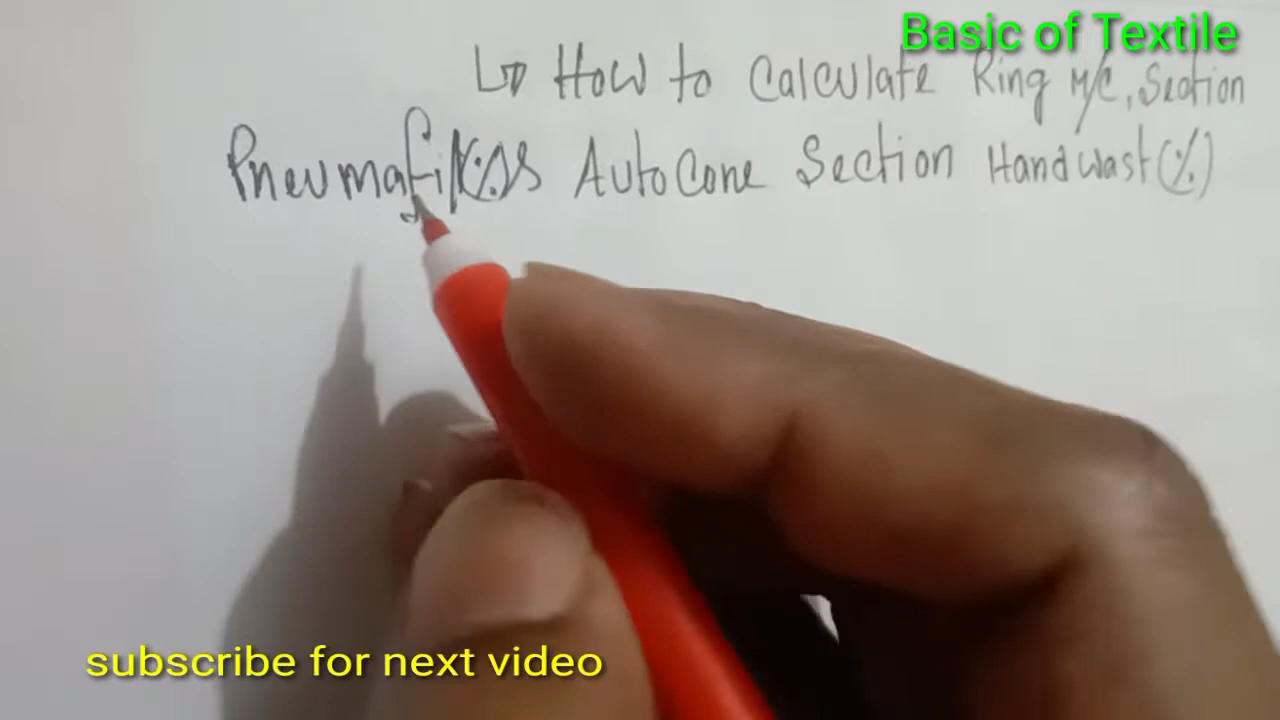 Basic of Textile
How to Calculate Ring M/C, Section
Pneumafil(%)& AutoCone Section Handwast(%)
subscribe for next video